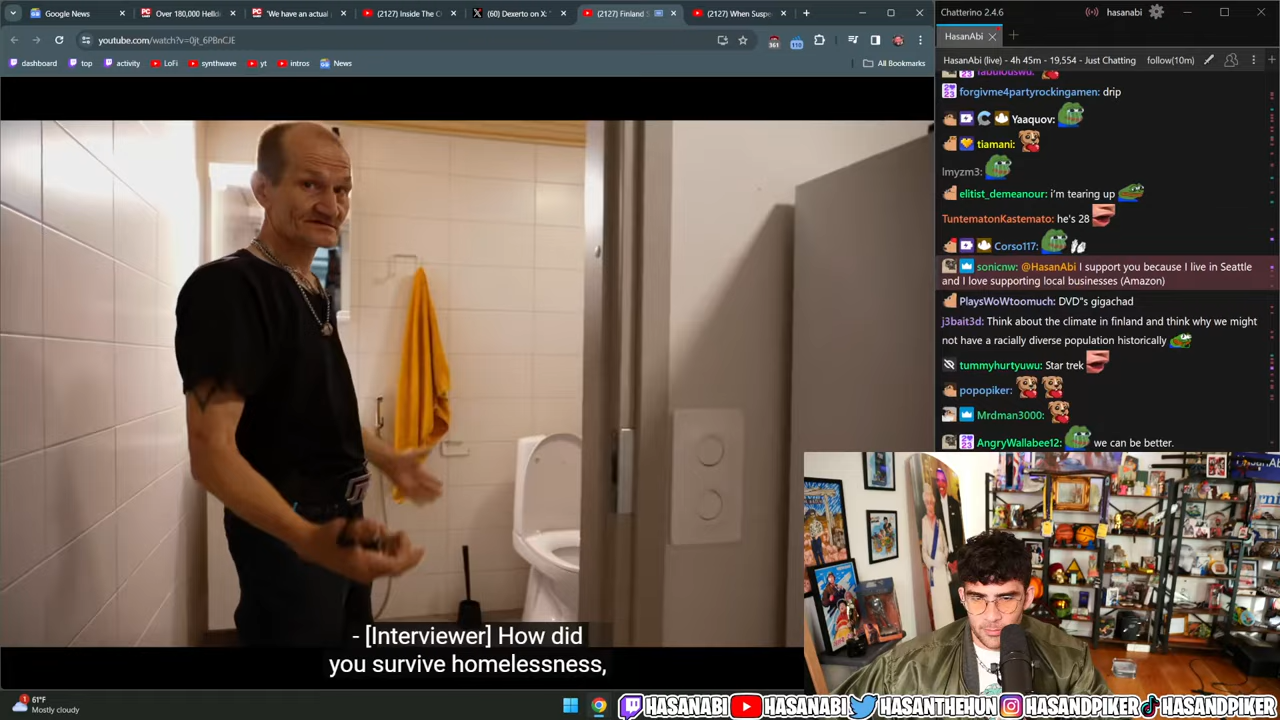 Google News
Over 180,000 Helld
"We have an actual
(2127) Inside The C
(60) Dexerto on X: "
(2127) Finland S
(2127) When Suspe
youtube.com/watch?v=0jt_6PBnCJE
361
110
dashboard
top
activity
LoFi
synthwave
yt
intros
News
All Bookmarks
Chatterino 2.4.6
hasanabi
HasanAbi
HasanAbi (live) - 4h 45m - 19,554 - Just Chatting
follow(10m)
fabulouswu:
forgivme4partyrockingamen: drip
Yaaquov:
tiamani:
lmyzm3:
elitist_demeanour: i'm tearing up
TuntematonKastemato: he's 28
Corso117:
sonicnw: @HasanAbi I support you because I live in Seattle
and I love supporting local businesses (Amazon)
PlaysWoWtoomuch: DVD"s gigachad
j3bait3d: Think about the climate in finland and think why we might
not have a racially diverse population historically
tummyhurtyuwu: Star trek
popopiker:
Mrdman3000:
AngryWallabee12: we can be better.
- [Interviewer] How did
you survive homelessness,
1
61°F
Mostly cloudy
HASANABI
HASANABI
HASANTHEHUN
HASANDPIKER
HASANDPIKER